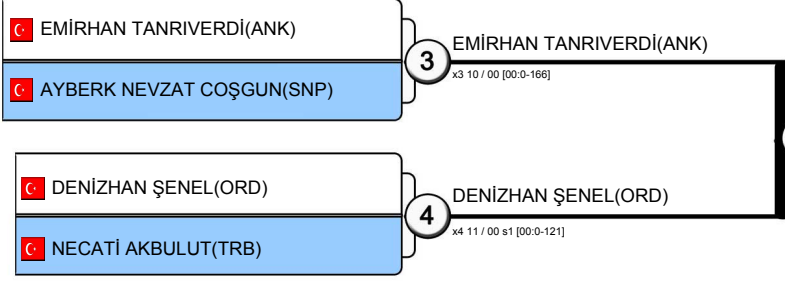 EMİRHAN TANRIVERDİ(ANK)
AYBERK NEVZAT COŞGUN(SNP)
3
EMİRHAN TANRIVERDİ(ANK)
x3 10 / 00 [00:0-166]
DENİZHAN ŞENEL(ORD)
NECATİ AKBULUT(TRB)
4
DENİZHAN ŞENEL(ORD)
x4 11 / 00 s1 [00:0-121]